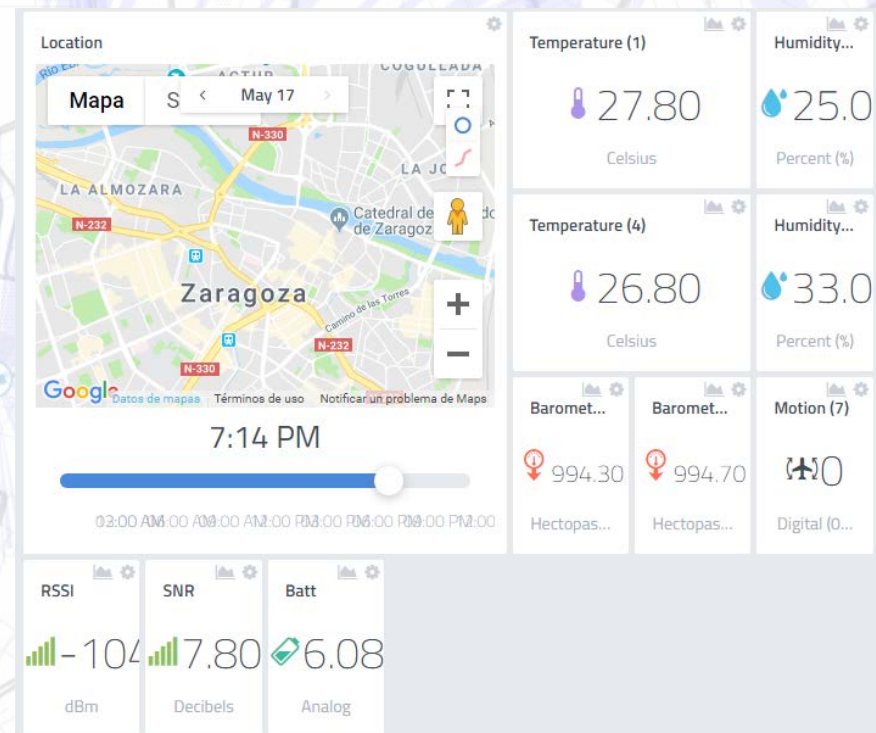 Location
Mapa
S
May 17
N-330
LA ALMOZARA
N-232
Catedral de
de Zaragoz
Zaragoza
Camino de las Torres
N-232
N-330
Google
Datos de mapas
Términos de uso
Notificar un problema de Maps
7:14 PM
Temperature (1)
27.80
Celsius
Humidity...
25.0
Percent (%)
Temperature (4)
26.80
Celsius
Humidity...
33.0
Percent (%)
Baromet...
994.30
Hectopas...
Baromet...
994.70
Hectopas...
Motion (7)
0
Digital (0...
RSSI
-104
dBm
SNR
7.80
Decibels
Batt
6.08
Analog